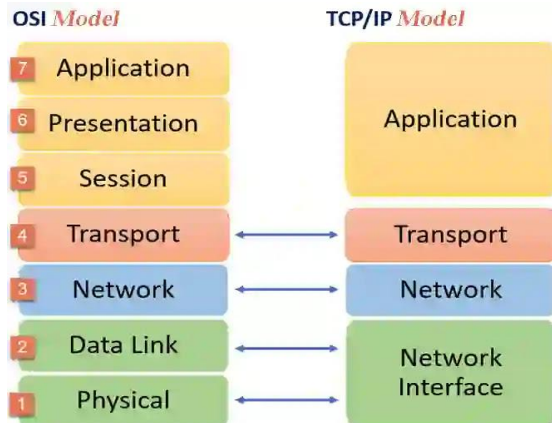 OSI Model
TCP/IP Model
7 Application
6 Presentation
5 Session
Application
4 Transport
Transport
3 Network
Network
2 Data Link
1 Physical
Network
Interface